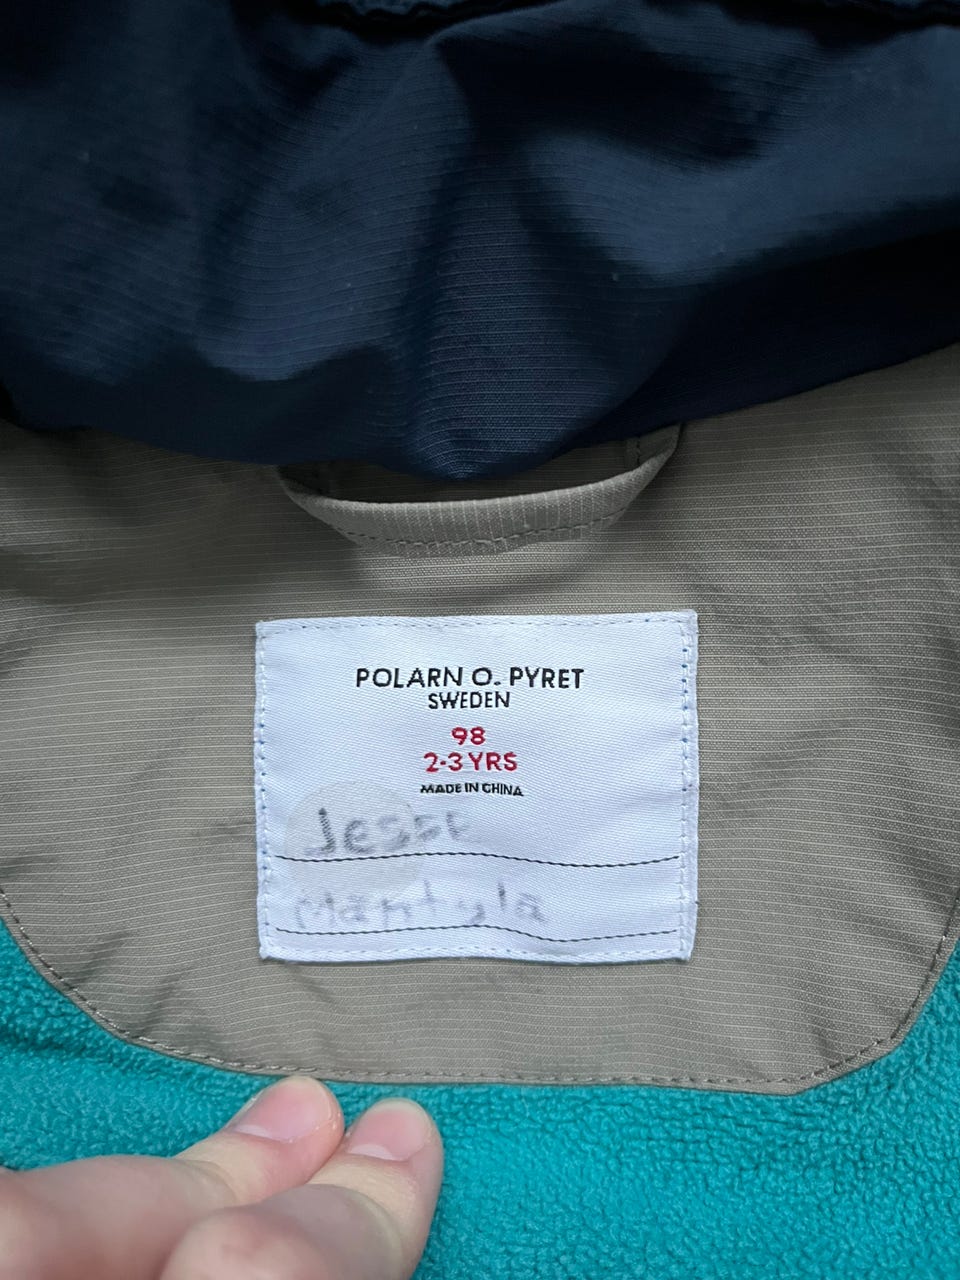 POLARN O. PYRET
SWEDEN
98
2-3 YRS
MADE IN CHINA
Jesse
Mantyla